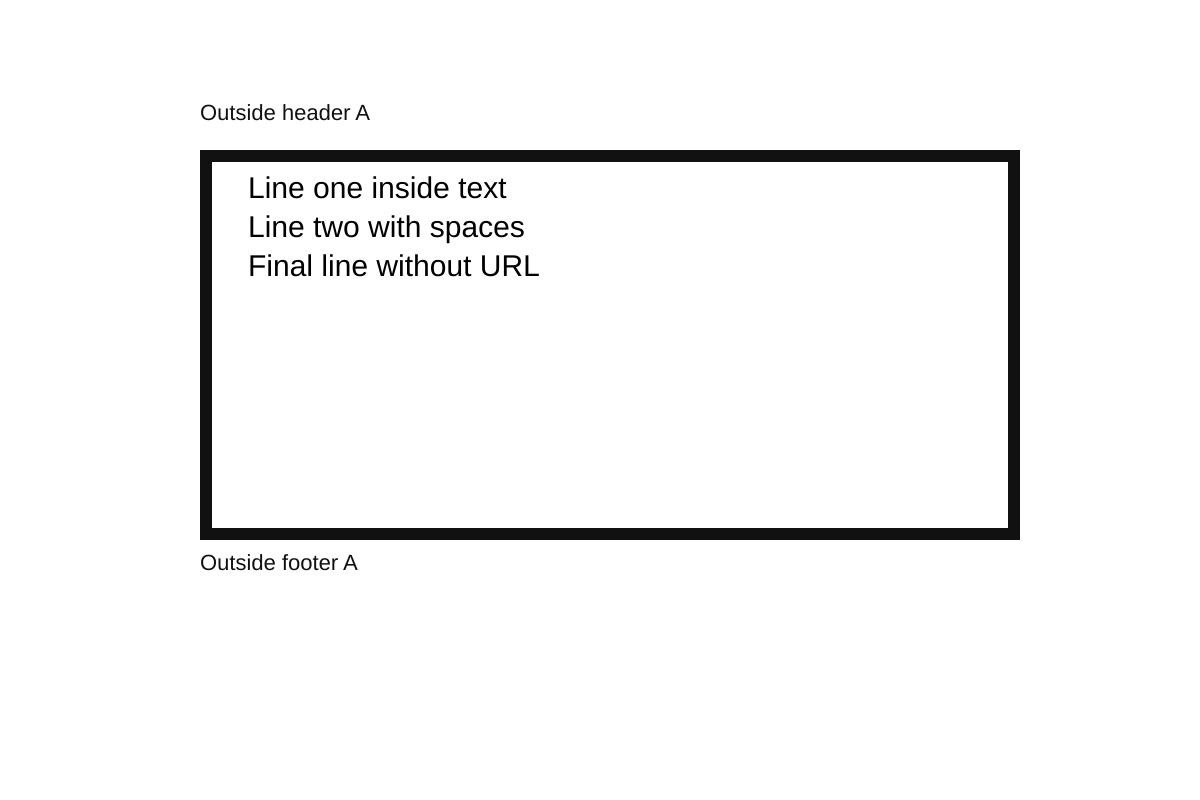 Outside header A
Line one inside text
Line two with spaces
Final line without URL
Outside footer A